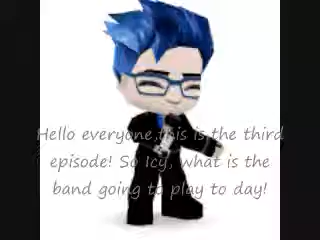 Hello everyone,this is the third
episode! So Icy, what is the
band going to play to day!